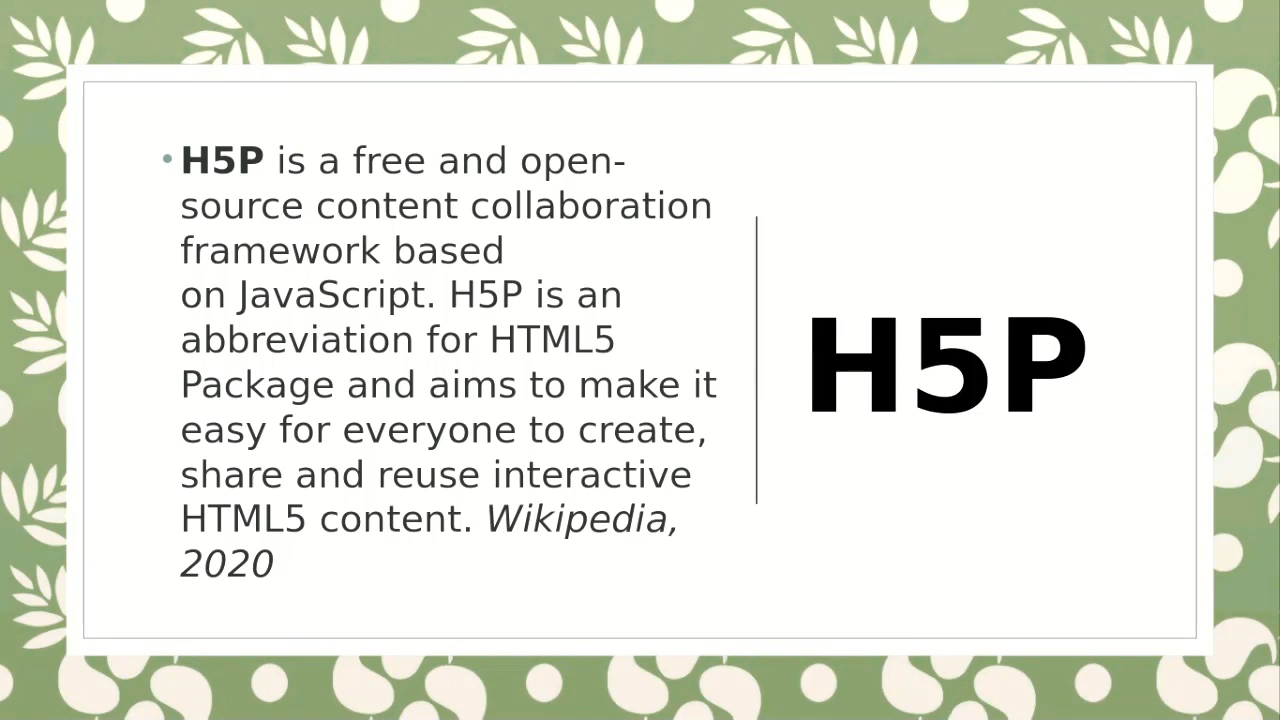 • H5P is a free and open-
source content collaboration
framework based
on JavaScript. H5P is an
abbreviation for HTML5
Package and aims to make it
easy for everyone to create,
share and reuse interactive
HTML5 content. Wikipedia,
2020
H5P